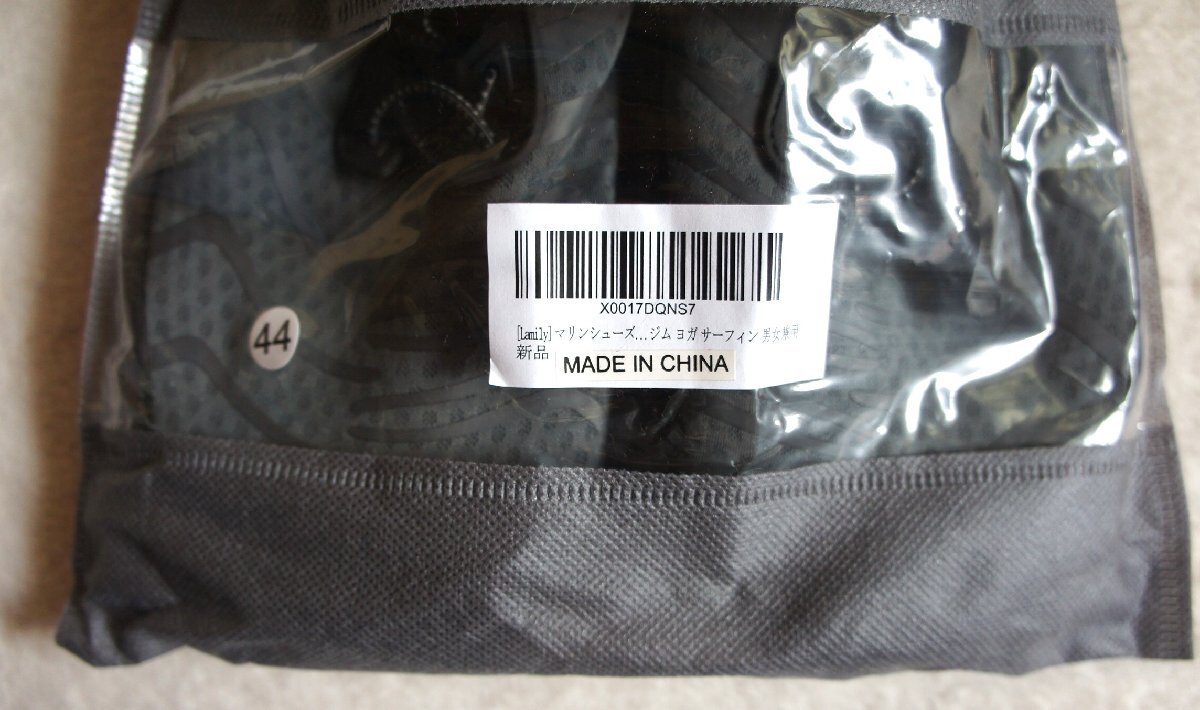 44
X0017DQNS7
[Lamily] マリンシューズ...ジム ヨガ サーフィン 男女兼用
新品
MADE IN CHINA